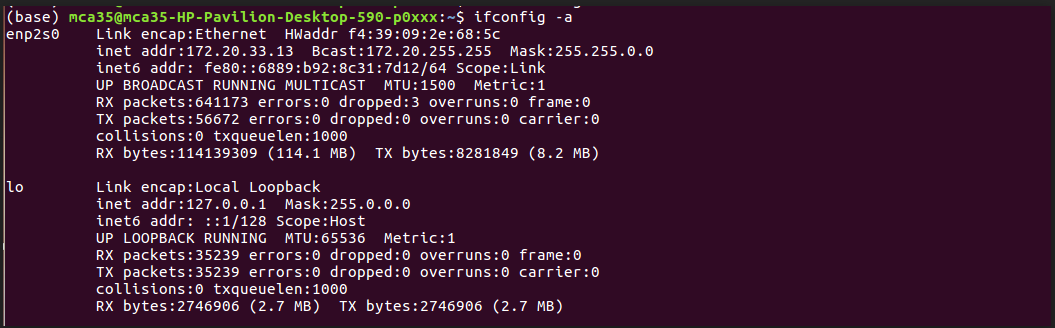 (base) mca35@mca35-HP-Pavilion-Desktop-590-p0xxx:~$ ifconfig -a
enp2s0    Link encap:Ethernet  HWaddr f4:39:09:2e:68:5c
          inet addr:172.20.33.13  Bcast:172.20.255.255  Mask:255.255.0.0
          inet6 addr: fe80::6889:b92:8c31:7d12/64 Scope:Link
          UP BROADCAST RUNNING MULTICAST  MTU:1500  Metric:1
          RX packets:641173 errors:0 dropped:3 overruns:0 frame:0
          TX packets:56672 errors:0 dropped:0 overruns:0 carrier:0
          collisions:0 txqueuelen:1000
          RX bytes:114139309 (114.1 MB)  TX bytes:8281849 (8.2 MB)

lo        Link encap:Local Loopback
          inet addr:127.0.0.1  Mask:255.0.0.0
          inet6 addr: ::1/128 Scope:Host
          UP LOOPBACK RUNNING  MTU:65536  Metric:1
          RX packets:35239 errors:0 dropped:0 overruns:0 frame:0
          TX packets:35239 errors:0 dropped:0 overruns:0 carrier:0
          collisions:0 txqueuelen:1000
          RX bytes:2746906 (2.7 MB)  TX bytes:2746906 (2.7 MB)